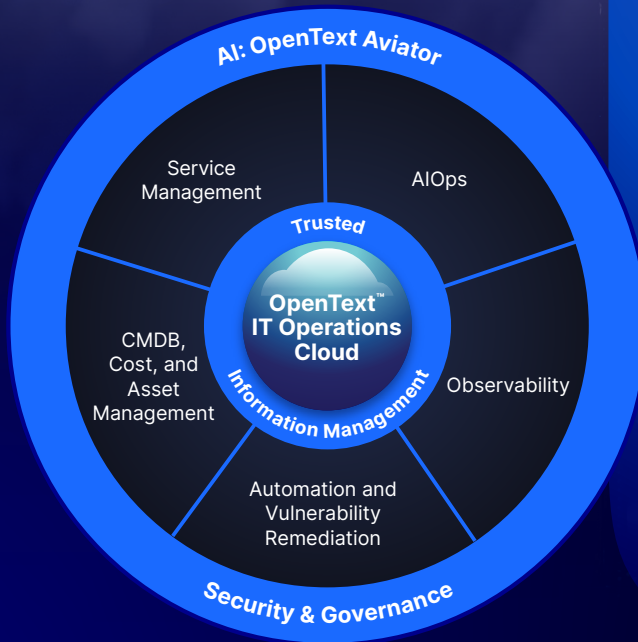 AI: OpenText Aviator
Service
Management
AIOps
Trusted
OpenText™
IT Operations
Cloud
Information Management
CMDB,
Cost, and
Asset
Management
Observability
Automation and
Vulnerability
Remediation
Security & Governance